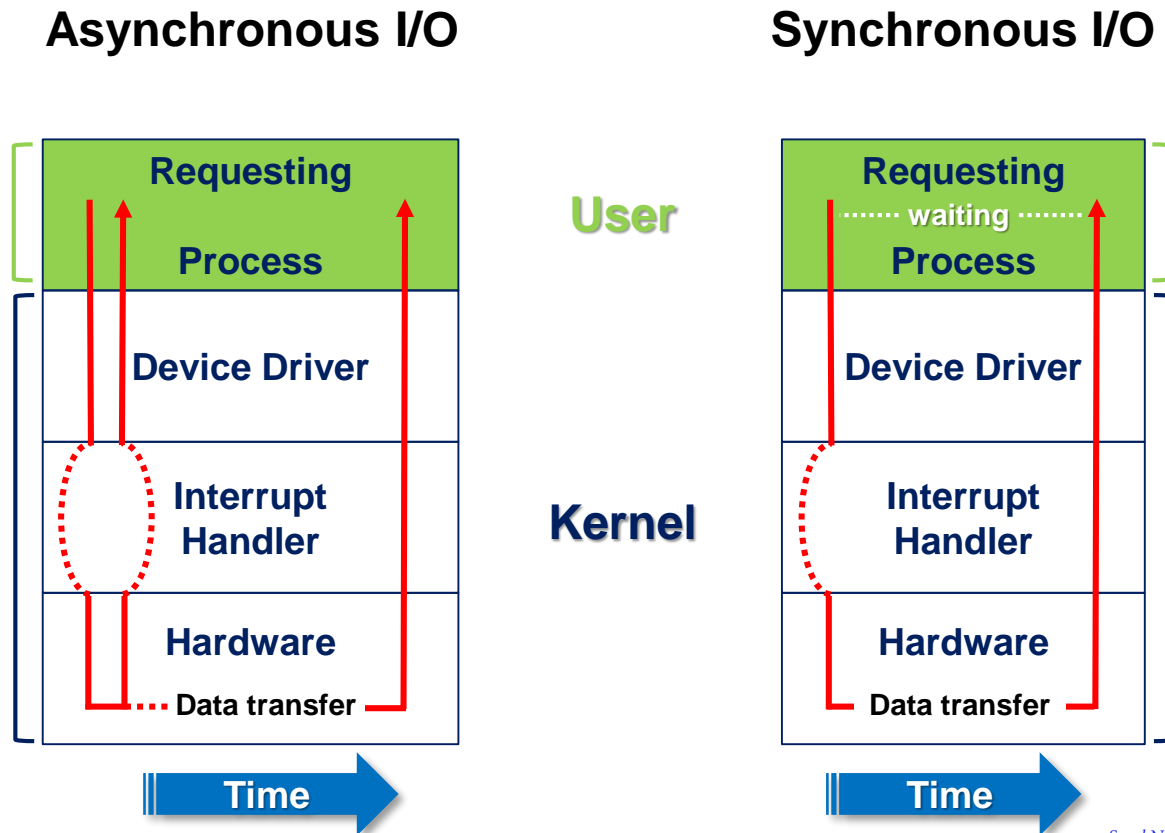 Asynchronous I/O
Synchronous I/O
Requesting
Process
Device Driver
Interrupt
Handler
Hardware
Data transfer
Time
User
Kernel
Requesting
waiting
Process
Device Driver
Interrupt
Handler
Hardware
Data transfer
Time